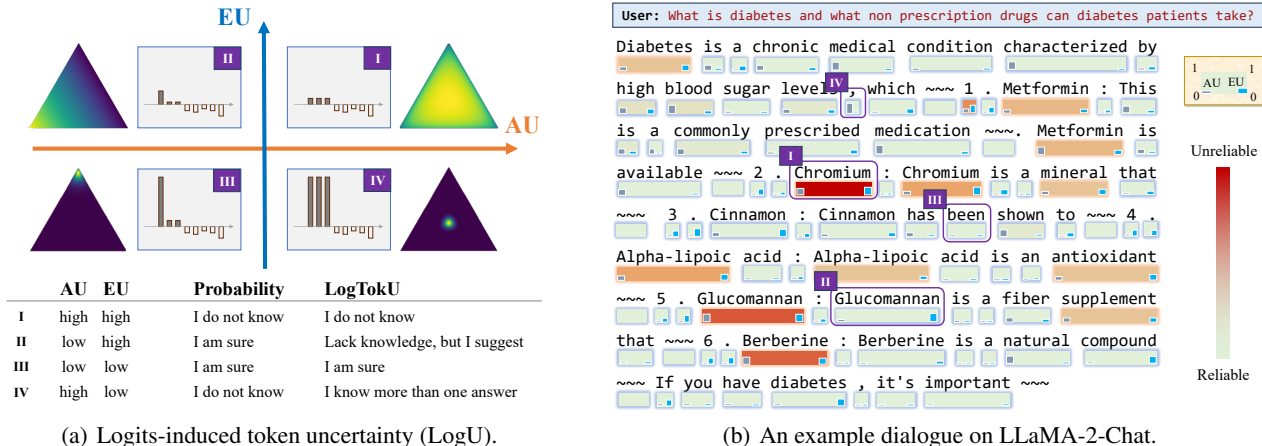 EU
II
I
AU
III
IV
AU EU Probability LogTokU
I high high I do not know I do not know
II low high I am sure Lack knowledge, but I suggest
III low low I am sure I am sure
IV high low I do not know I know more than one answer
(a) Logits-induced token uncertainty (LogU).
User: What is diabetes and what non prescription drugs can diabetes patients take?
Diabetes is a chronic medical condition characterized by
IV
high blood sugar levels , which ~~~ 1 . Metformin : This
is a commonly prescribed medication ~~~. Metformin is
I
available ~~~ 2 . Chromium : Chromium is a mineral that
III
~~~ 3 . Cinnamon : Cinnamon has been shown to ~~~ 4 .
Alpha-lipoic acid : Alpha-lipoic acid is an antioxidant
II
~~~ 5 . Glucomannan : Glucomannan is a fiber supplement
that ~~~ 6 . Berberine : Berberine is a natural compound
~~~ If you have diabetes , it's important ~~~
1 1
AU EU
0 0
Unreliable
Reliable
(b) An example dialogue on LLaMA-2-Chat.